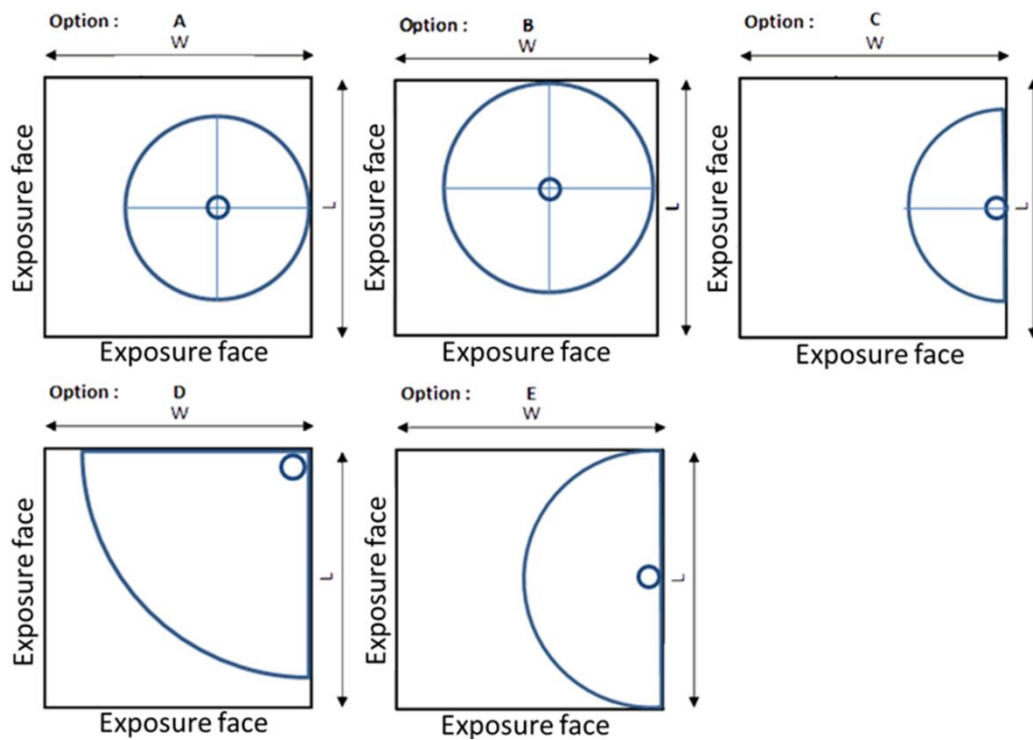 Option : A
W
Exposure face
L
Exposure face
Option : B
W
Exposure face
L
Exposure face
Option : C
W
Exposure face
L
Exposure face
Option : D
W
Exposure face
L
Exposure face
Option : E
W
Exposure face
L
Exposure face